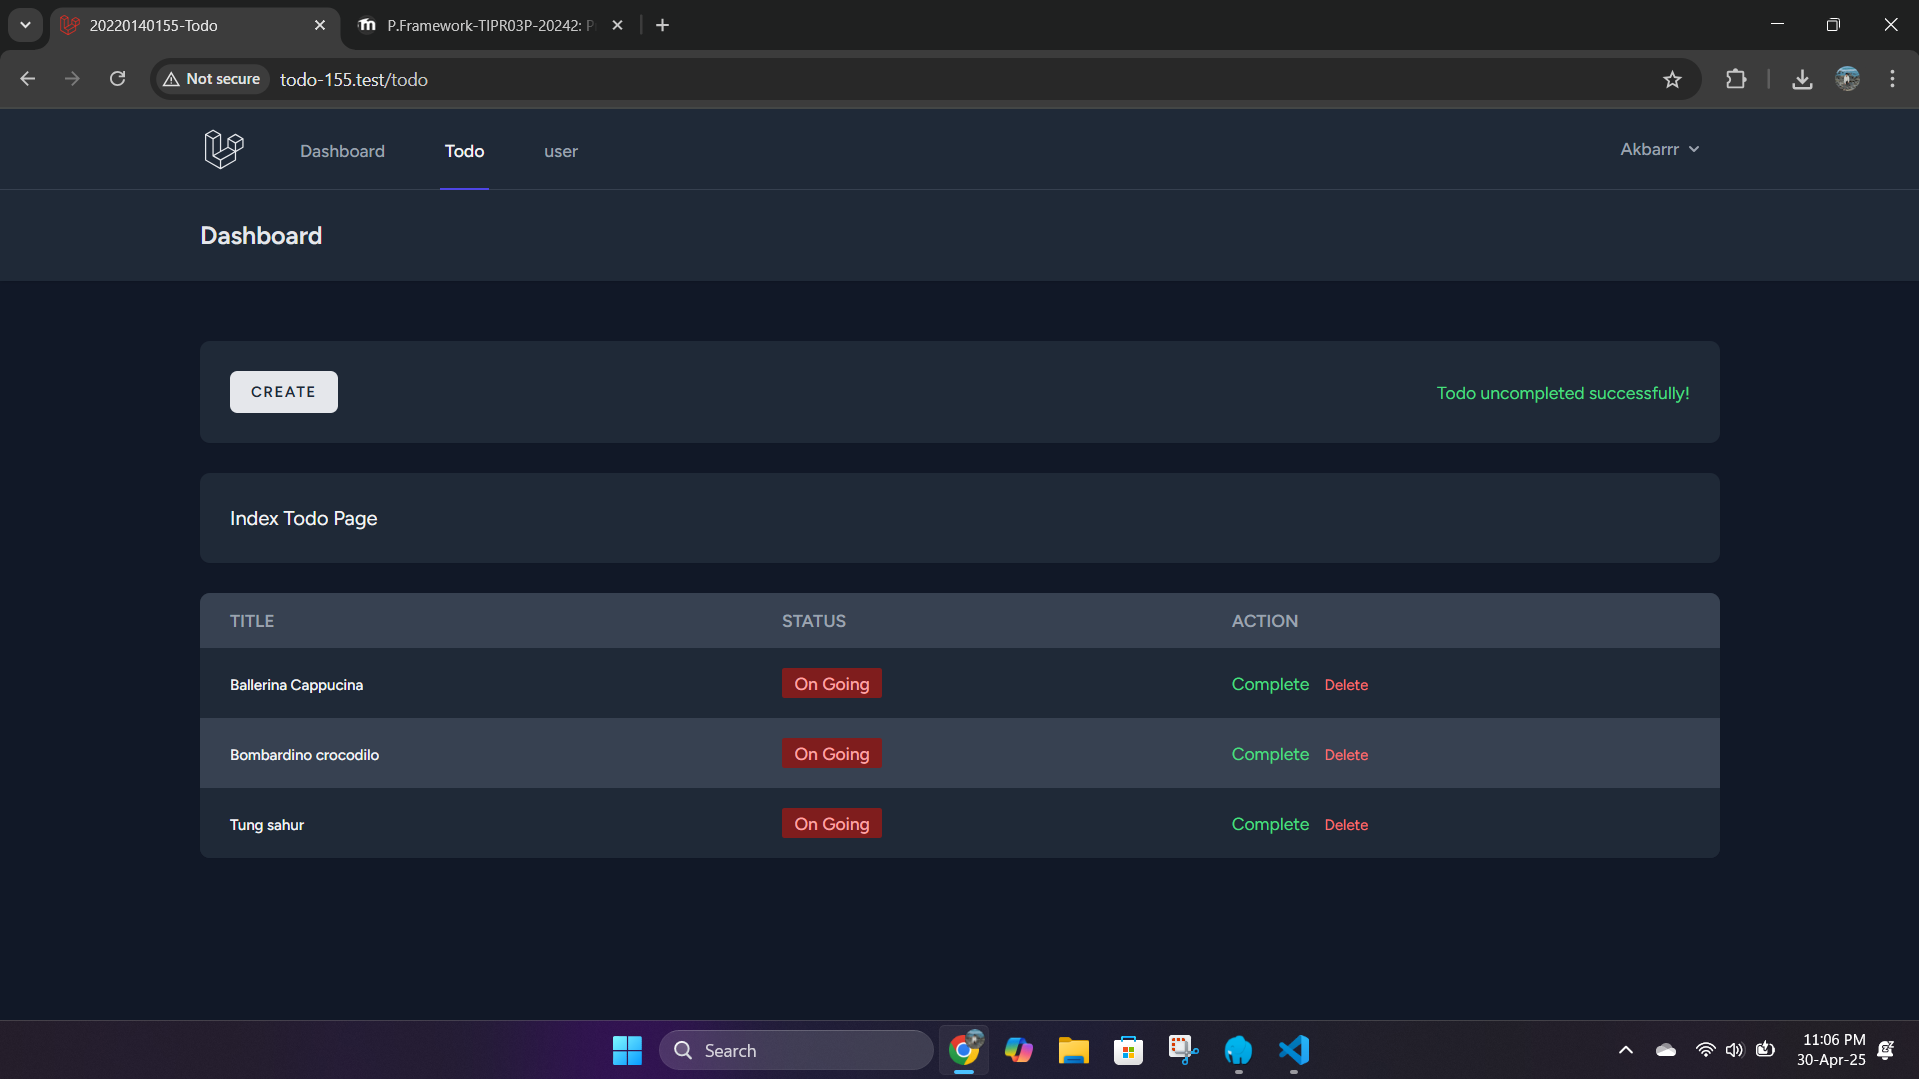 20220140155-Todo
P.Framework-TIPR03P-20242: P
Not secure
todo-155.test/todo
Dashboard
Todo
user
Akbarrr
Dashboard
CREATE
Todo uncompleted successfully!
Index Todo Page
TITLE STATUS ACTION
Ballerina Cappucina On Going Complete Delete
Bombardino crocodilo On Going Complete Delete
Tung sahur On Going Complete Delete
Search
11:06 PM
30-Apr-25